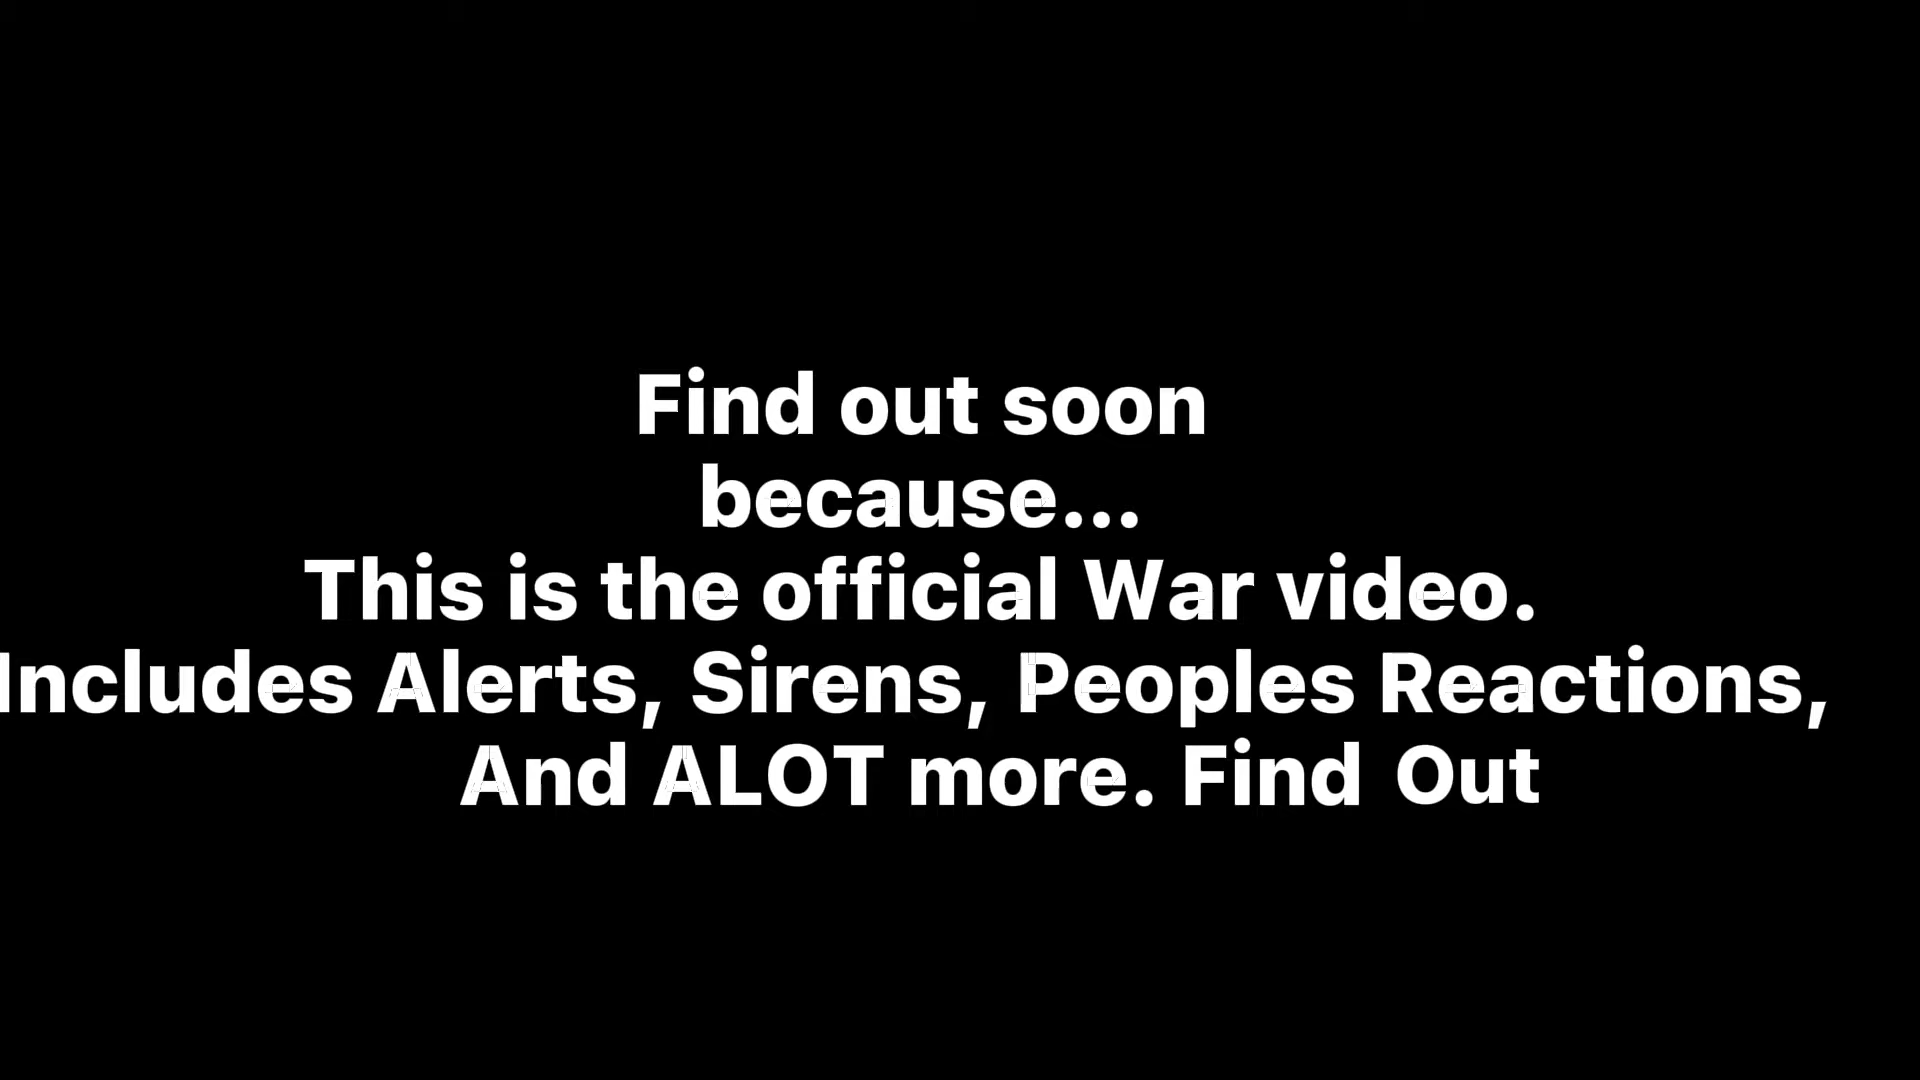 Find out soon
because...
This is the official War video.
Includes Alerts, Sirens, Peoples Reactions,
And ALOT more. Find Out